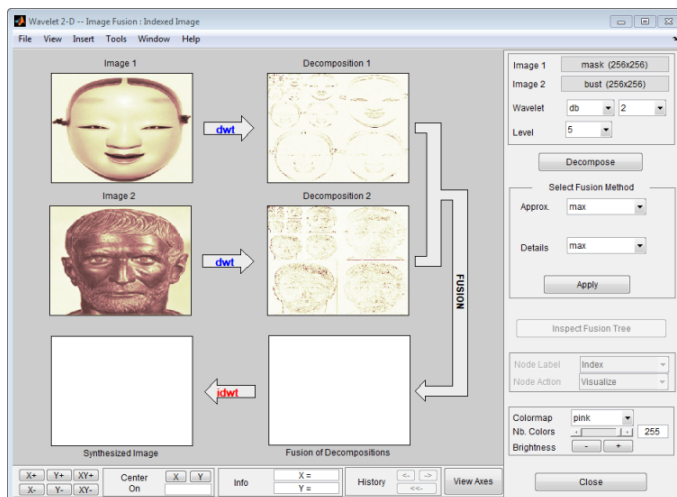 Wavelet 2-D -- Image Fusion : Indexed Image
File View Insert Tools Window Help
Image 1
Decomposition 1
dwt
Image 2
Decomposition 2
dwt
FUSION
idwt
Synthesized Image
Fusion of Decompositions
Image 1 mask (256x256)
Image 2 bust (256x256)
Wavelet db 2
Level 5
Decompose
Select Fusion Method
Approx. max
Details max
Apply
Inspect Fusion Tree
Node Label Index
Node Action Visualize
Colormap pink
Nb. Colors 255
Brightness - +
X+ Y+ XY+
X- Y- XY-
Center
On
X Y
Info
X =
Y =
History
<- ->
<<-
View Axes
Close